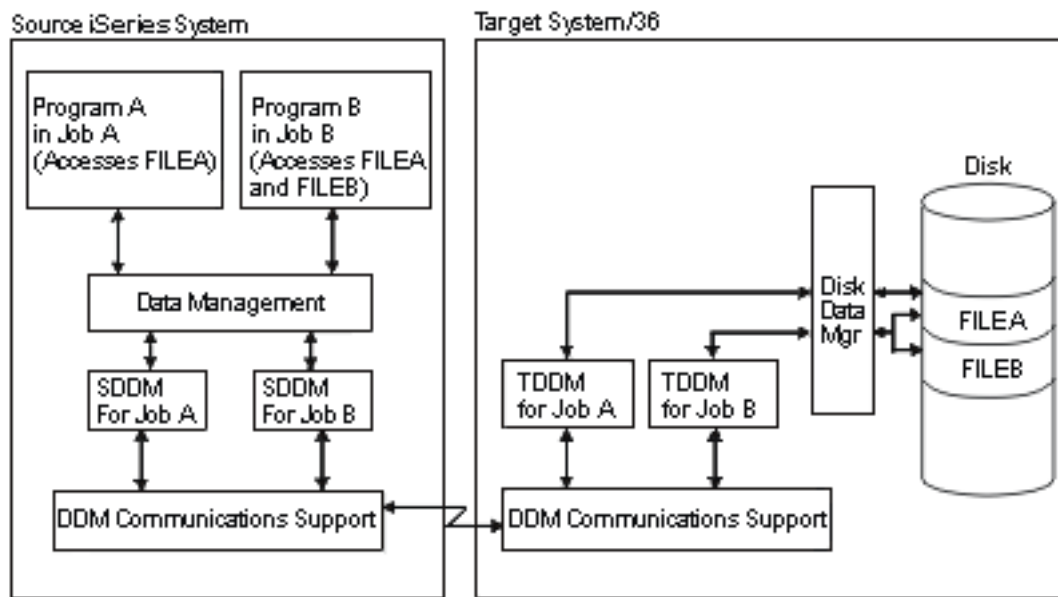 Source iSeries System
Target System/36
Program A
in Job A
(Accesses FILEA)
Program B
in Job B
(Accesses FILEA
and FILEB)
Data Management
SDDM
For Job A
SDDM
For Job B
DDM Communications Support
TDDM
for Job A
TDDM
for Job B
DDM Communications Support
Disk
Data
Mgr
Disk
FILEA
FILEB